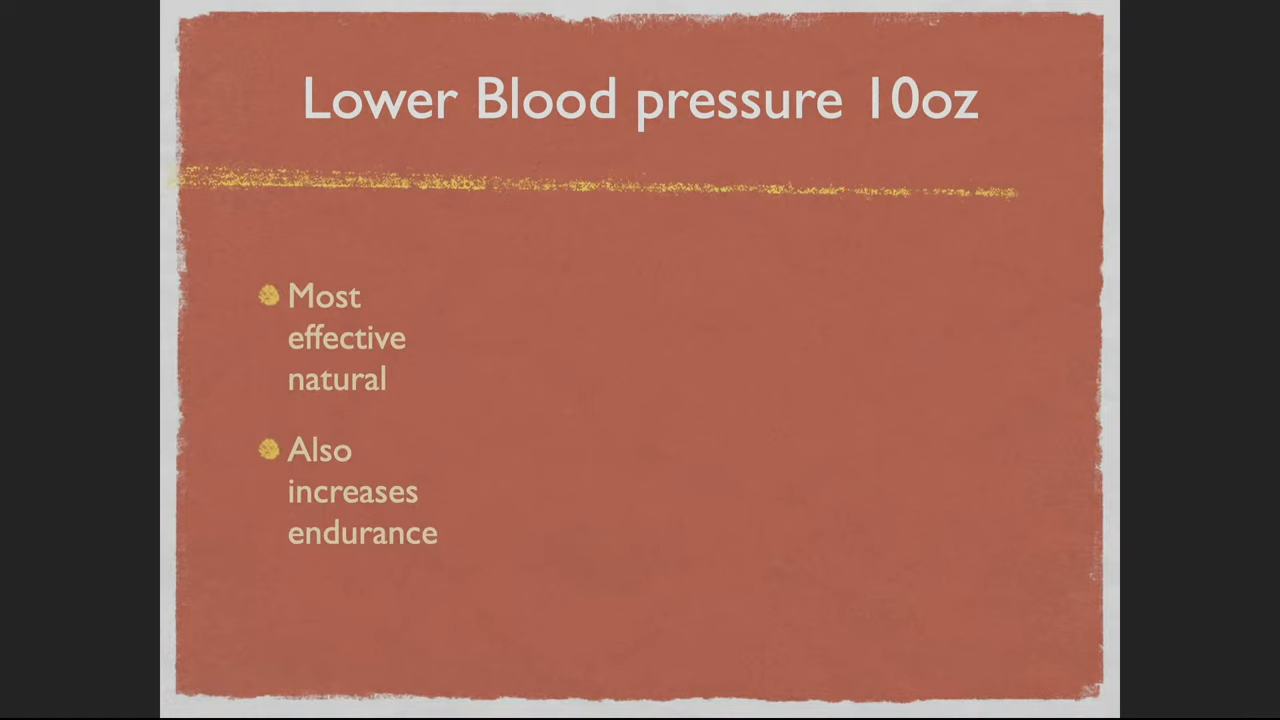 Lower Blood pressure 10oz
Most
effective
natural
Also
increases
endurance